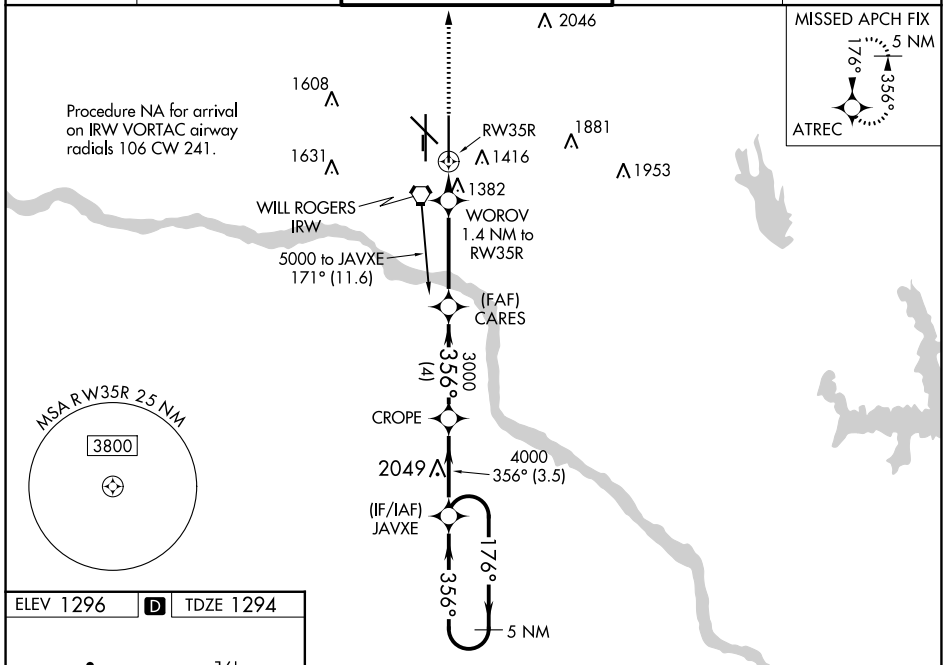 2046
MISSED APCH FIX
5 NM
176°
356°
ATREC
1608
Procedure NA for arrival
on IRW VORTAC airway
radials 106 CW 241.
RW35R
1881
1416
1631
1953
1382
WILL ROGERS
IRW
WOROV
1.4 NM to
RW35R
5000 to JAVXE
171° (11.6)
(FAF)
CARES
3000
356°
(4)
MSA RW35R 25 NM
3800
CROPE
2049
4000
356° (3.5)
(IF/IAF)
JAVXE
176°
356°
5 NM
ELEV 1296
D
TDZE 1294